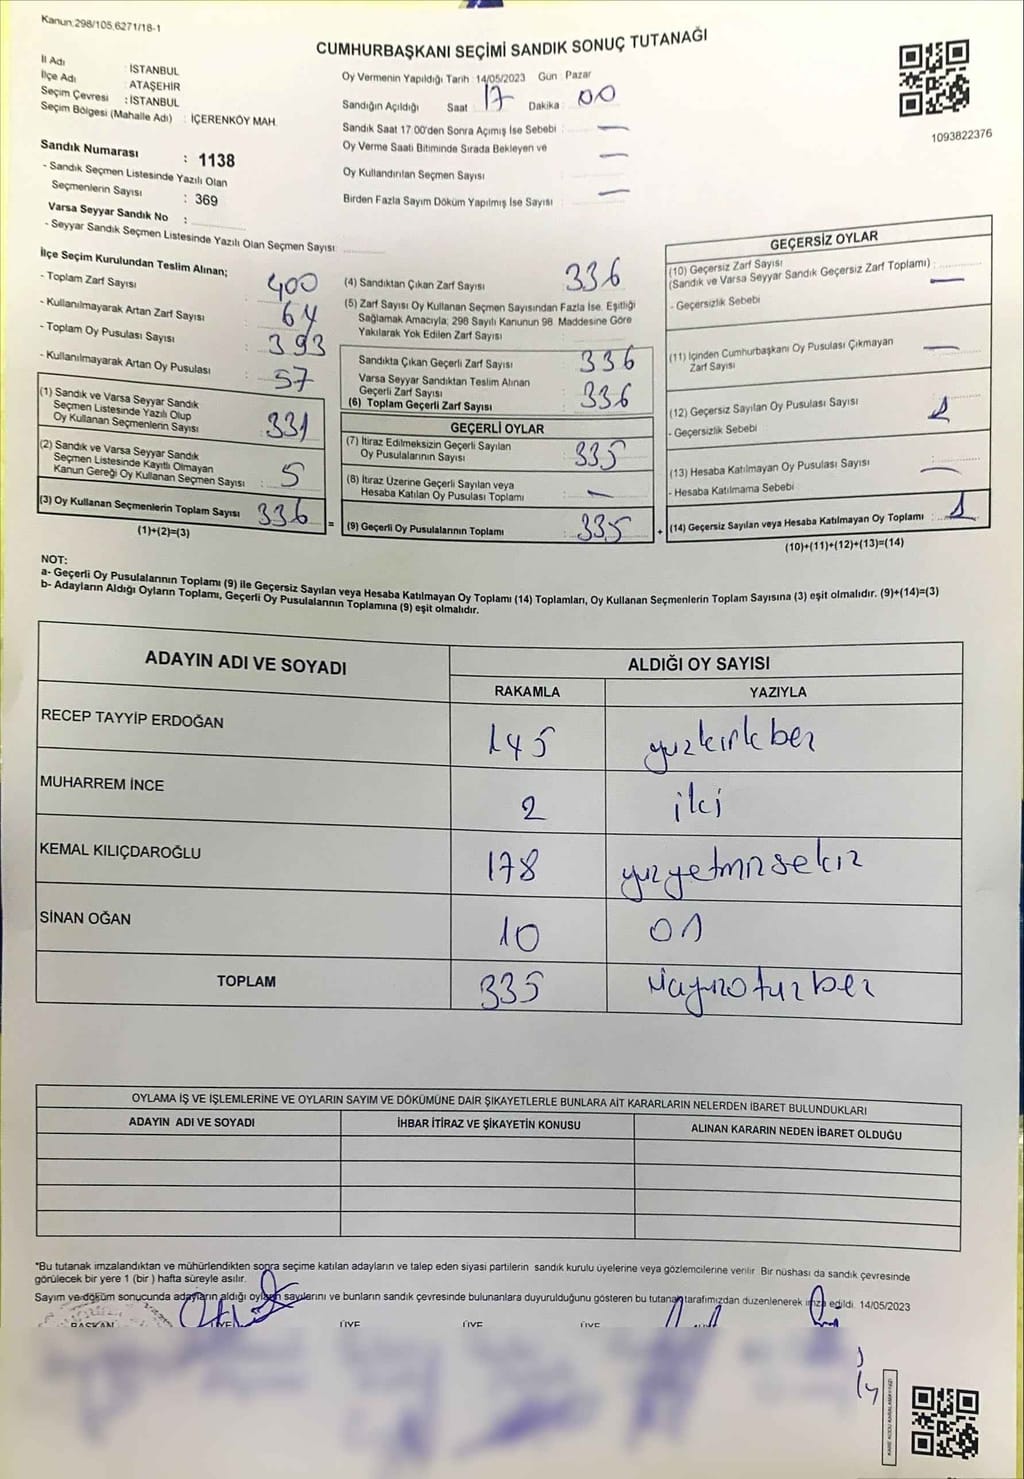 Kanun:298/105,6271/18-1
CUMHURBAŞKANI SEÇİMİ SANDIK SONUÇ TUTANAĞI
İl Adı : İSTANBUL
İlçe Adı : ATAŞEHİR
Seçim Çevresi : İSTANBUL
Seçim Bölgesi (Mahalle Adı) : İÇERENKÖY MAH.
Oy Vermenin Yapıldığı Tarih : 14/05/2023 Gün : Pazar
Sandığın Açıldığı Saat : 17 Dakika : 00
Sandık Saat 17.00'den Sonra Açımış İse Sebebi : —
Oy Verme Saati Bitiminde Sırada Bekleyen ve
Oy Kullandırılan Seçmen Sayısı —
Birden Fazla Sayım Döküm Yapılmış İse Sayısı : —
1093822376
Sandık Numarası : 1138
- Sandık Seçmen Listesinde Yazılı Olan
Seçmenlerin Sayısı : 369
Varsa Seyyar Sandık No :
- Seyyar Sandık Seçmen Listesinde Yazılı Olan Seçmen Sayısı:
İlçe Seçim Kurulundan Teslim Alınan;
- Toplam Zarf Sayısı : 400
- Kullanılmayarak Artan Zarf Sayısı : 64
- Toplam Oy Pusulası Sayısı : 393
- Kullanılmayarak Artan Oy Pusulası : 57
(1) Sandık ve Varsa Seyyar Sandık
Seçmen Listesinde Yazılı Olup
Oy Kullanan Seçmenlerin Sayısı : 331
(2) Sandık ve Varsa Seyyar Sandık
Seçmen Listesinde Kayıtlı Olmayan
Kanun Gereği Oy Kullanan Seçmen Sayısı : 5
(3) Oy Kullanan Seçmenlerin Toplam Sayısı : 336
(1)+(2)=(3)
(4) Sandıktan Çıkan Zarf Sayısı : 336
(5) Zarf Sayısı Oy Kullanan Seçmen Sayısından Fazla İse, Eşitliği
Sağlamak Amacıyla; 298 Sayılı Kanunun 98. Maddesine Göre
Yakılarak Yok Edilen Zarf Sayısı :
Sandıkta Çıkan Geçerli Zarf Sayısı : 336
Varsa Seyyar Sandıktan Teslim Alınan
Geçerli Zarf Sayısı
(6) Toplam Geçerli Zarf Sayısı : 336
GEÇERLİ OYLAR
(7) İtiraz Edilmeksizin Geçerli Sayılan
Oy Pusulalarının Sayısı : 335
(8) İtiraz Üzerine Geçerli Sayılan veya
Hesaba Katılan Oy Pusulası Toplamı : —
= (9) Geçerli Oy Pusulalarının Toplamı : 335
GEÇERSİZ OYLAR
(10) Geçersiz Zarf Sayısı
(Sandık ve Varsa Seyyar Sandık Geçersiz Zarf Toplamı) : —
- Geçersizlik Sebebi
(11) İçinden Cumhurbaşkanı Oy Pusulası Çıkmayan
Zarf Sayısı —
(12) Geçersiz Sayılan Oy Pusulası Sayısı : 1
- Geçersizlik Sebebi
(13) Hesaba Katılmayan Oy Pusulası Sayısı : —
- Hesaba Katılmama Sebebi
+ (14) Geçersiz Sayılan veya Hesaba Katılmayan Oy Toplamı : 1
(10)+(11)+(12)+(13)=(14)
NOT:
a- Geçerli Oy Pusulalarının Toplamı (9) ile Geçersiz Sayılan veya Hesaba Katılmayan Oy Toplamı (14) Toplamları, Oy Kullanan Seçmenlerin Toplam Sayısına (3) eşit olmalıdır. (9)+(14)=(3)
b- Adayların Aldığı Oyların Toplamı, Geçerli Oy Pusulalarının Toplamına (9) eşit olmalıdır.
ADAYIN ADI VE SOYADI ALDIĞI OY SAYISI
RAKAMLA YAZIYLA
RECEP TAYYİP ERDOĞAN 145 yüzkırkbeş
MUHARREM İNCE 2 iki
KEMAL KILIÇDAROĞLU 178 yüzyetmişsekiz
SİNAN OĞAN 10 on
TOPLAM 335 üçyüzotuzbeş
OYLAMA İŞ VE İŞLEMLERİNE VE OYLARIN SAYIM VE DÖKÜMÜNE DAİR ŞİKAYETLERLE BUNLARA AİT KARARLARIN NELERDEN İBARET BULUNDUKLARI
ADAYIN ADI VE SOYADI İHBAR İTİRAZ VE ŞİKAYETİN KONUSU ALINAN KARARIN NEDEN İBARET OLDUĞU
*Bu tutanak imzalandıktan ve mühürlendikten sonra seçime katılan adayların ve talep eden siyasi partilerin sandık kurulu üyelerine veya gözlemcilerine verilir. Bir nüshası da sandık çevresinde
görülecek bir yere 1 (bir ) hafta süreyle asılır.
Sayım ve döküm sonucunda adayların aldığı oyların sayılarını ve bunların sandık çevresinde bulunanlara duyurulduğunu gösteren bu tutanak tarafımızdan düzenlenerek imza edildi. 14/05/2023
BAŞKAN ÜYE ÜYE ÜYE ÜYE